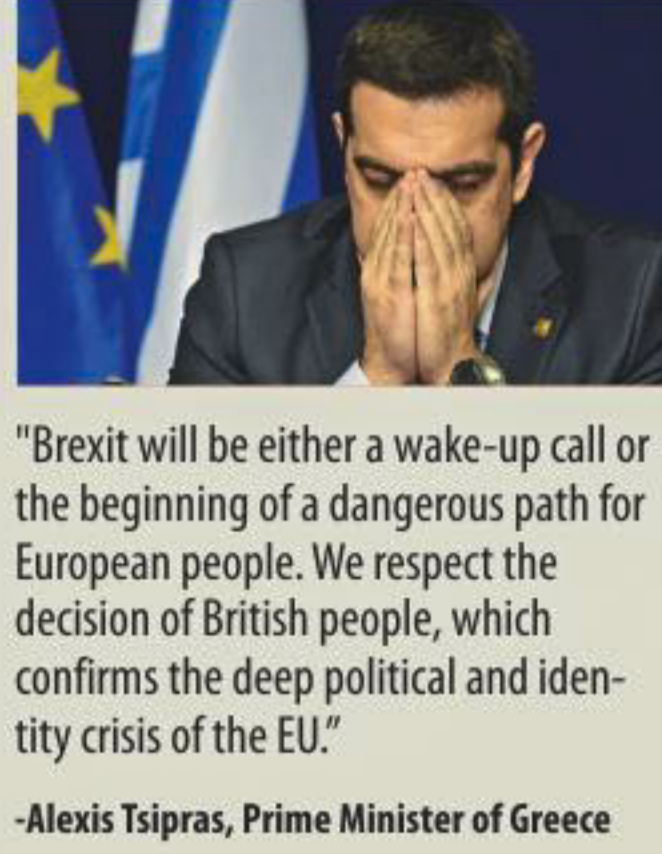 "Brexit will be either a wake-up call or
the beginning of a dangerous path for
European people. We respect the
decision of British people, which
confirms the deep political and iden-
tity crisis of the EU.”
-Alexis Tsipras, Prime Minister of Greece